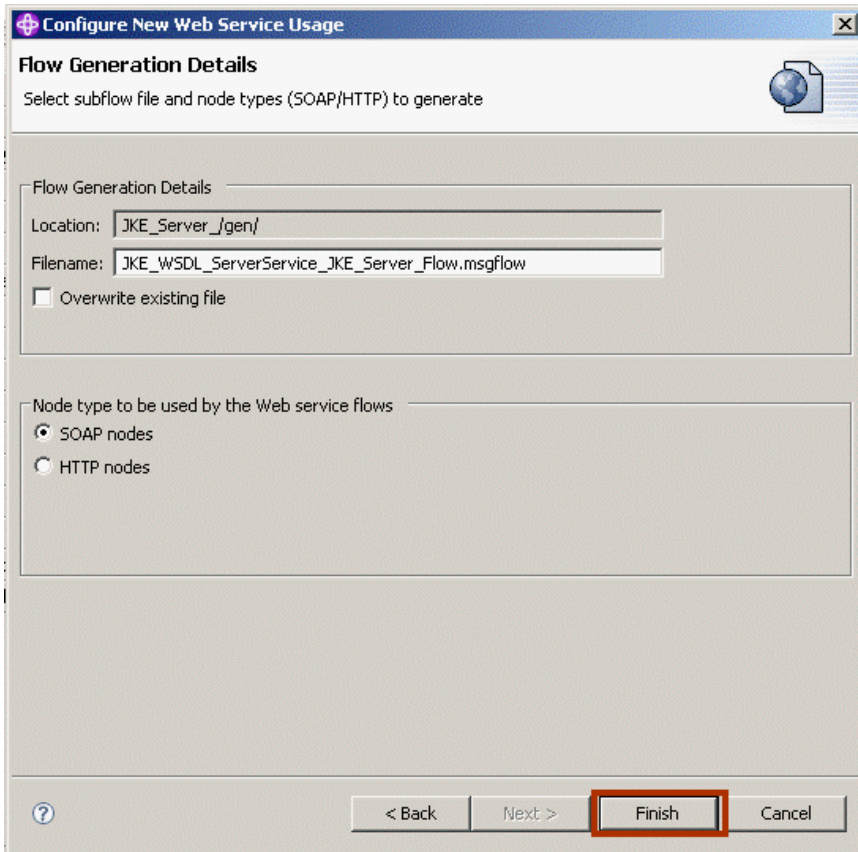 Configure New Web Service Usage
Flow Generation Details
Select subflow file and node types (SOAP/HTTP) to generate
Flow Generation Details
Location: JKE_Server_/gen/
Filename: JKE_WSDL_ServerService_JKE_Server_Flow.msgflow
Overwrite existing file
Node type to be used by the Web service flows
SOAP nodes
HTTP nodes
? < Back Next > Finish Cancel